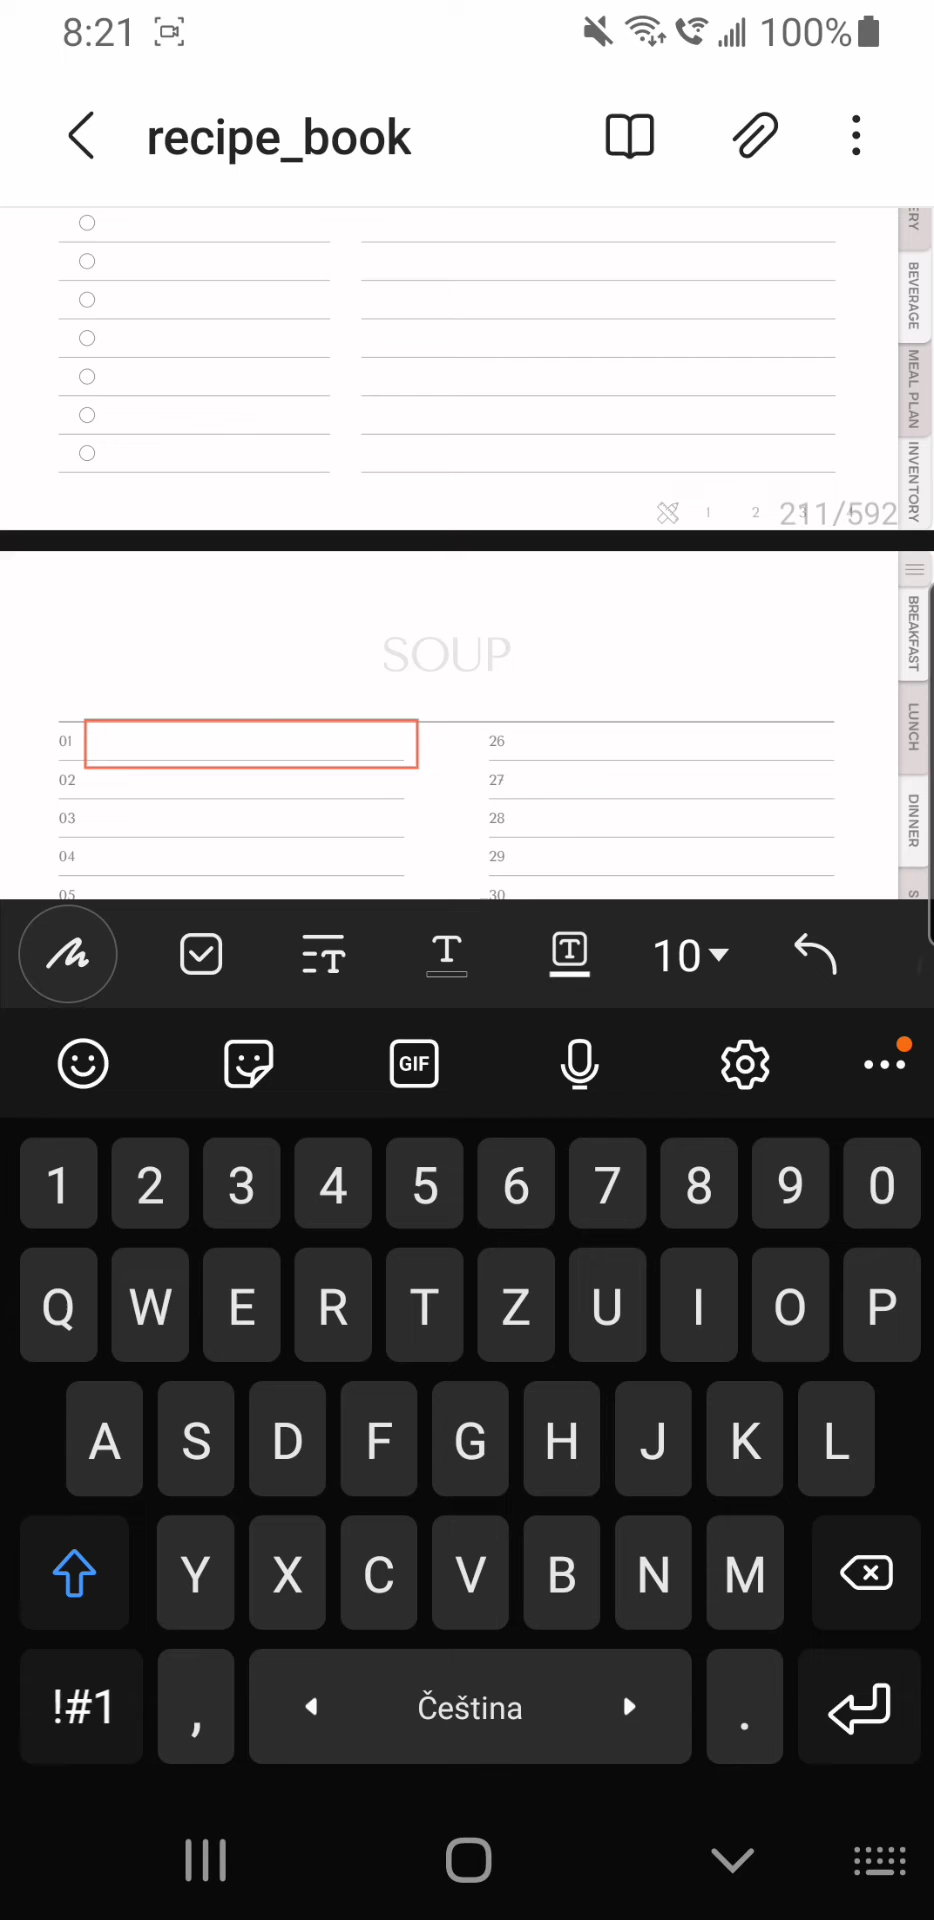 8:21
100%
recipe_book
ERY
BEVERAGE
MEAL PLAN
INVENTORY
1 2 3
211/592
SOUP
BREAKFAST
LUNCH
DINNER
S
01 26
02 27
03 28
04 29
05 30
T T T 10
GIF
1 2 3 4 5 6 7 8 9 0
Q W E R T Z U I O P
A S D F G H J K L
Y X C V B N M
!#1 , Čeština .